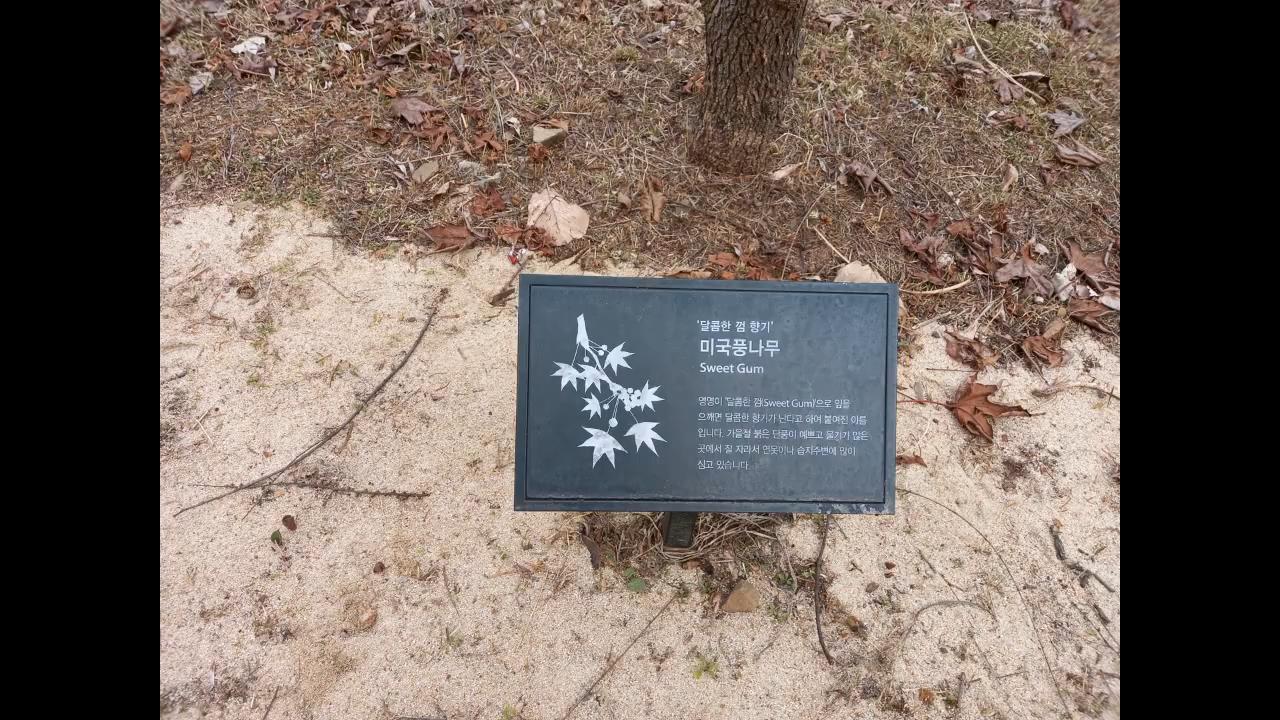 '달콤한 껌 향기'
미국풍나무
Sweet Gum
영명이 '달콤한 껌(Sweet Gum)'으로 잎을
으깨면 달콤한 향기가 난다고 하여 붙여진 이름
입니다. 가을철 붉은 단풍이 예쁘고 물기가 많은
곳에서 잘 자라서 연못이나 습지주변에 많이
심고 있습니다.